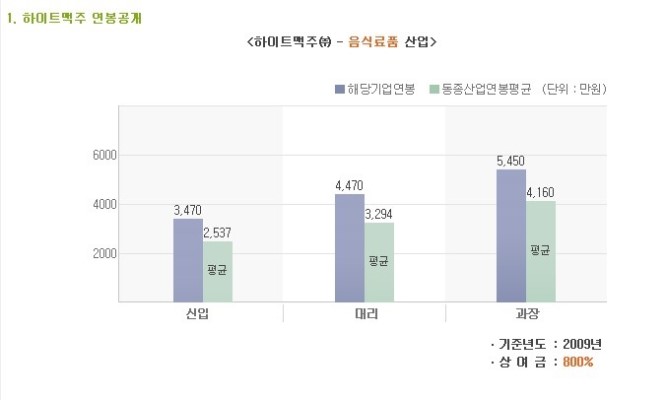 1. 하이트맥주 연봉공개
<하이트맥주㈜ - 음식료품 산업>
해당기업연봉 동종산업연봉평균 (단위 : 만원)
6000
4000
2000
3,470
2,537
평균
4,470
3,294
평균
5,450
4,160
평균
신입 대리 과장
· 기준년도 : 2009년
· 상 여 금 : 800%